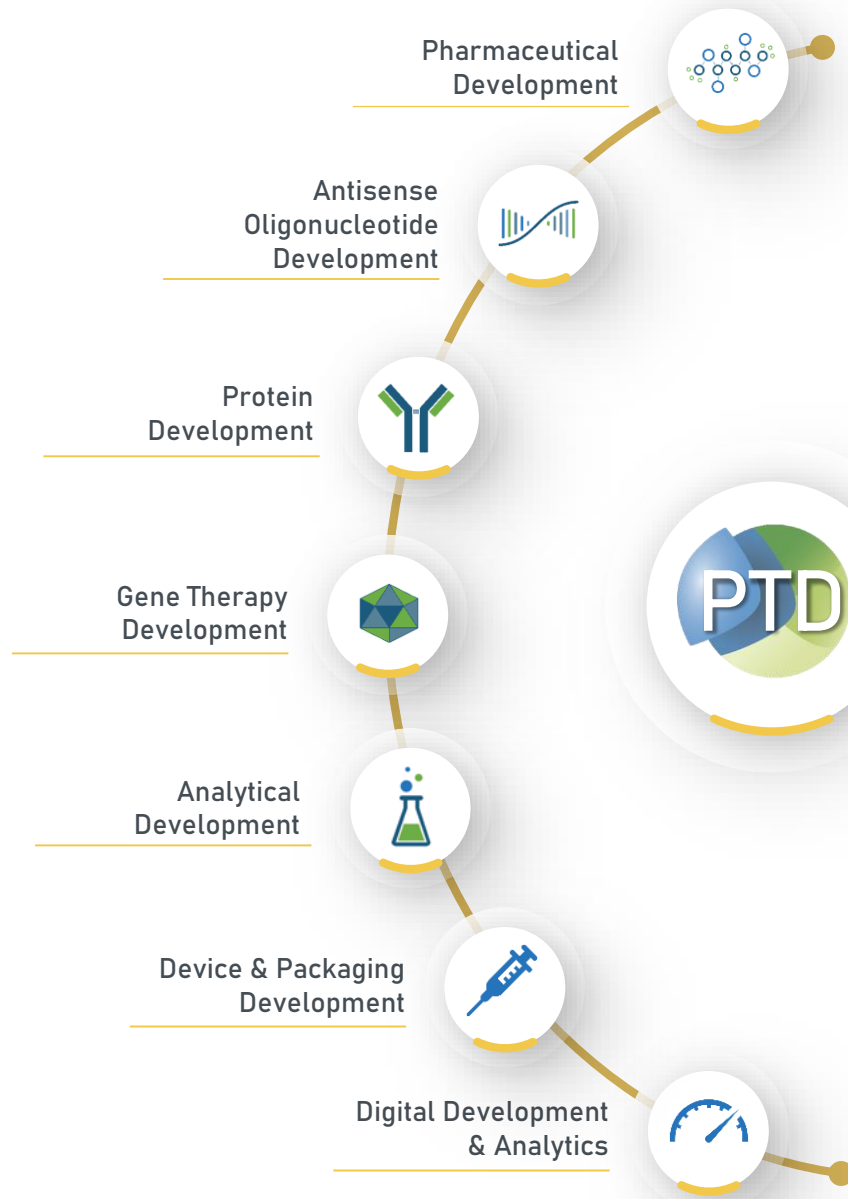 Pharmaceutical
Development
Antisense
Oligonucleotide
Development
Protein
Development
Gene Therapy
Development
PTD
Analytical
Development
Device & Packaging
Development
Digital Development
& Analytics